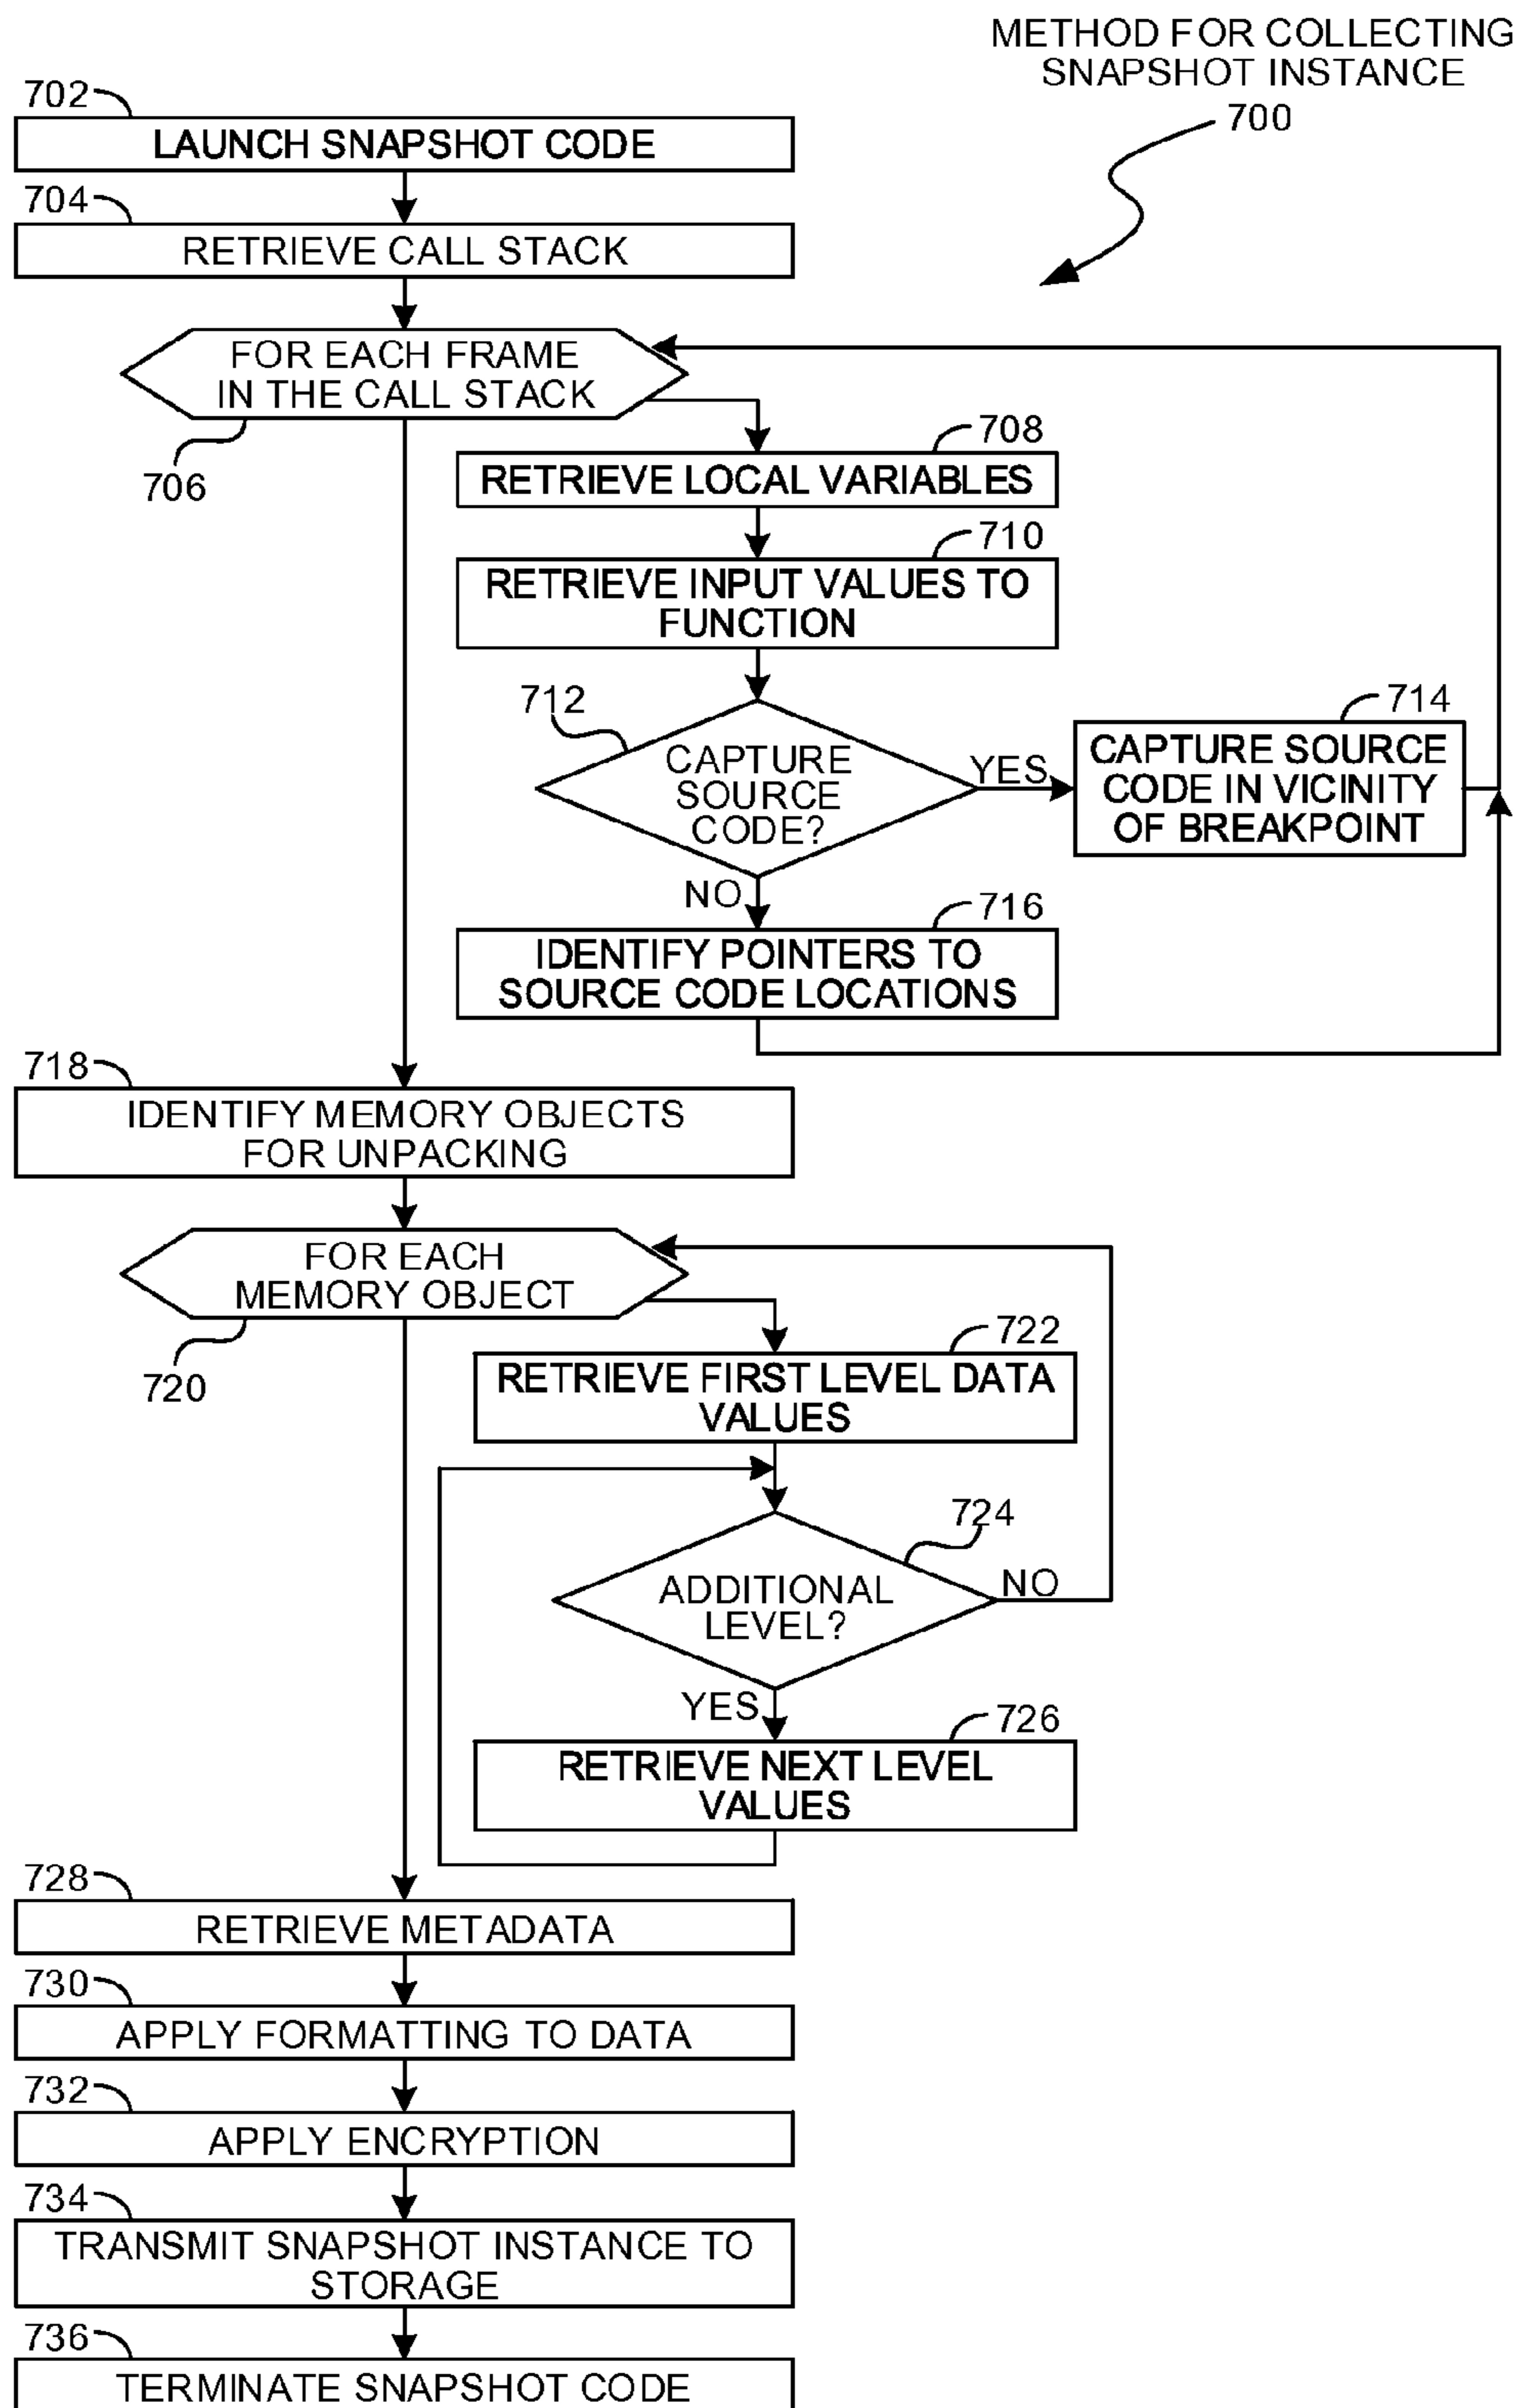 METHOD FOR COLLECTING
SNAPSHOT INSTANCE
700
702
LAUNCH SNAPSHOT CODE
704
RETRIEVE CALL STACK
FOR EACH FRAME
IN THE CALL STACK
706
708
RETRIEVE LOCAL VARIABLES
710
RETRIEVE INPUT VALUES TO
FUNCTION
712
CAPTURE
SOURCE
CODE?
YES
714
CAPTURE SOURCE
CODE IN VICINITY
OF BREAKPOINT
NO
716
IDENTIFY POINTERS TO
SOURCE CODE LOCATIONS
718
IDENTIFY MEMORY OBJECTS
FOR UNPACKING
FOR EACH
MEMORY OBJECT
720
722
RETRIEVE FIRST LEVEL DATA
VALUES
724
ADDITIONAL
LEVEL?
NO
YES
726
RETRIEVE NEXT LEVEL
VALUES
728
RETRIEVE METADATA
730
APPLY FORMATTING TO DATA
732
APPLY ENCRYPTION
734
TRANSMIT SNAPSHOT INSTANCE TO
STORAGE
736
TERMINATE SNAPSHOT CODE